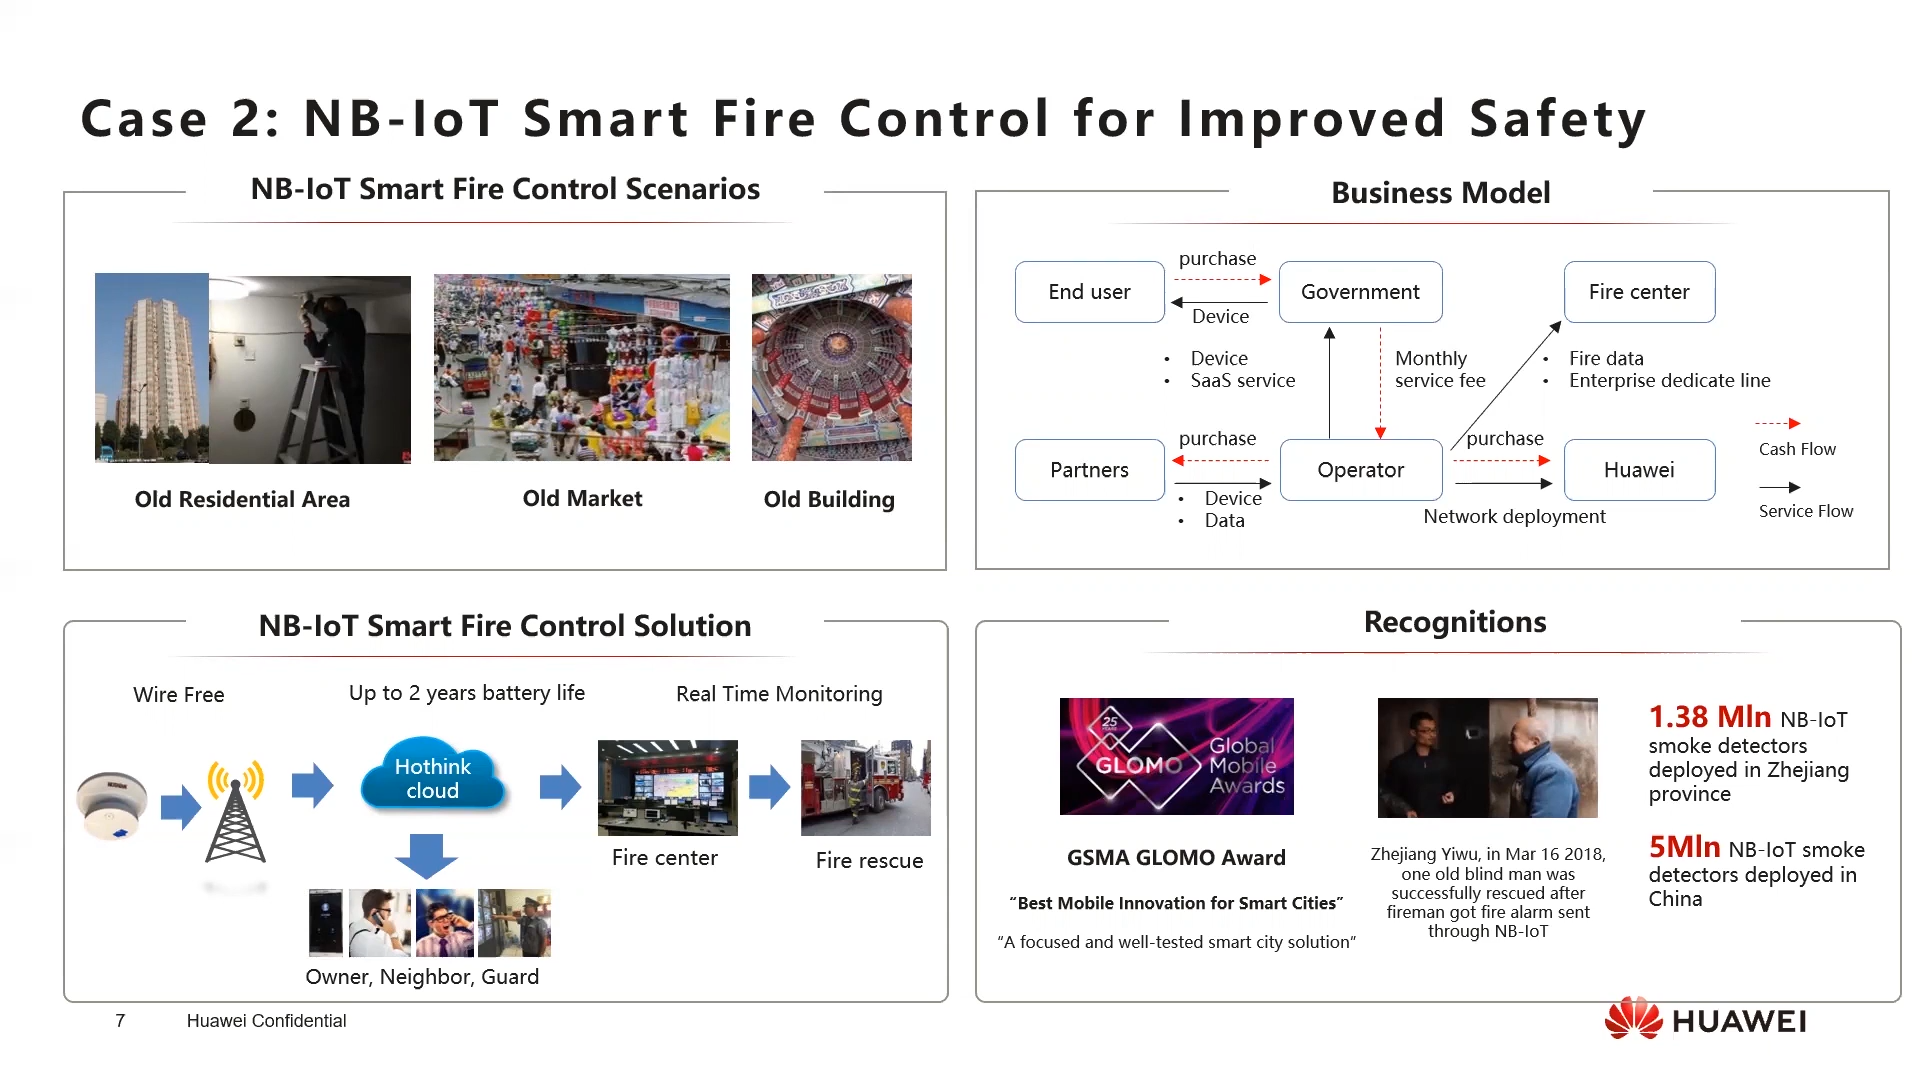 Case 2: NB-IoT Smart Fire Control for Improved Safety
NB-IoT Smart Fire Control Scenarios
Old Residential Area
Old Market
Old Building
Business Model
End user
purchase
Device
Government
Fire center
• Device
• SaaS service
Monthly
service fee
• Fire data
• Enterprise dedicate line
Partners
purchase
• Device
• Data
Operator
purchase
Network deployment
Huawei
Cash Flow
Service Flow
NB-IoT Smart Fire Control Solution
Wire Free
Up to 2 years battery life
Real Time Monitoring
Hothink
cloud
Fire center
Fire rescue
Owner, Neighbor, Guard
Recognitions
25
YEARS
GLOMO
Global
Mobile
Awards
GSMA GLOMO Award
“Best Mobile Innovation for Smart Cities”
“A focused and well-tested smart city solution”
Zhejiang Yiwu, in Mar 16 2018,
one old blind man was
successfully rescued after
fireman got fire alarm sent
through NB-IoT
1.38 Mln NB-IoT
smoke detectors
deployed in Zhejiang
province
5Mln NB-IoT smoke
detectors deployed in
China
7
Huawei Confidential
HUAWEI